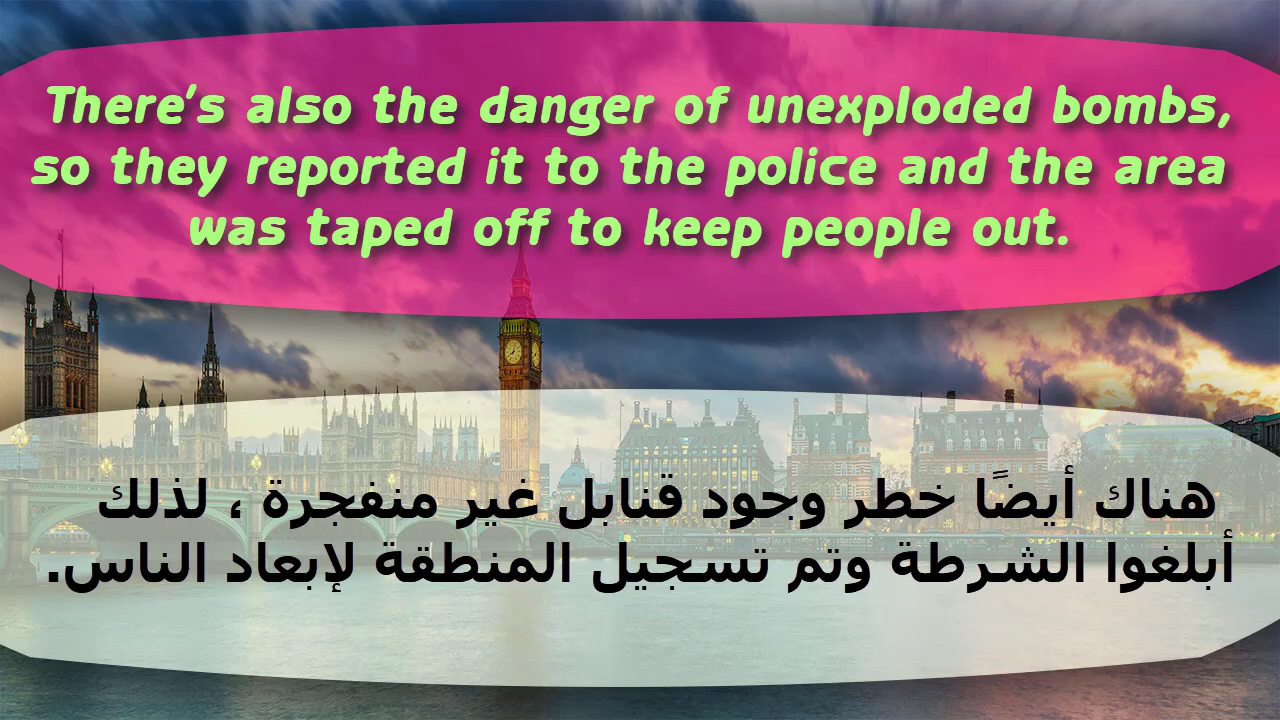 There's also the danger of unexploded bombs,
so they reported it to the police and the area
was taped off to keep people out.
هناك أيضًا خطر وجود قنابل غير منفجرة ، لذلك
أبلغوا الشرطة وتم تسجيل المنطقة لإبعاد الناس.